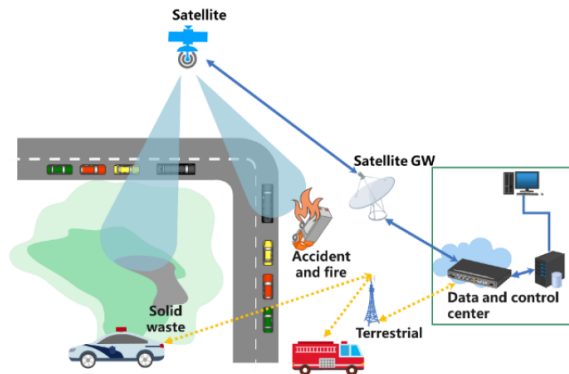 Satellite
Satellite GW
Accident
and fire
Solid
waste
Terrestrial
Data and control
center